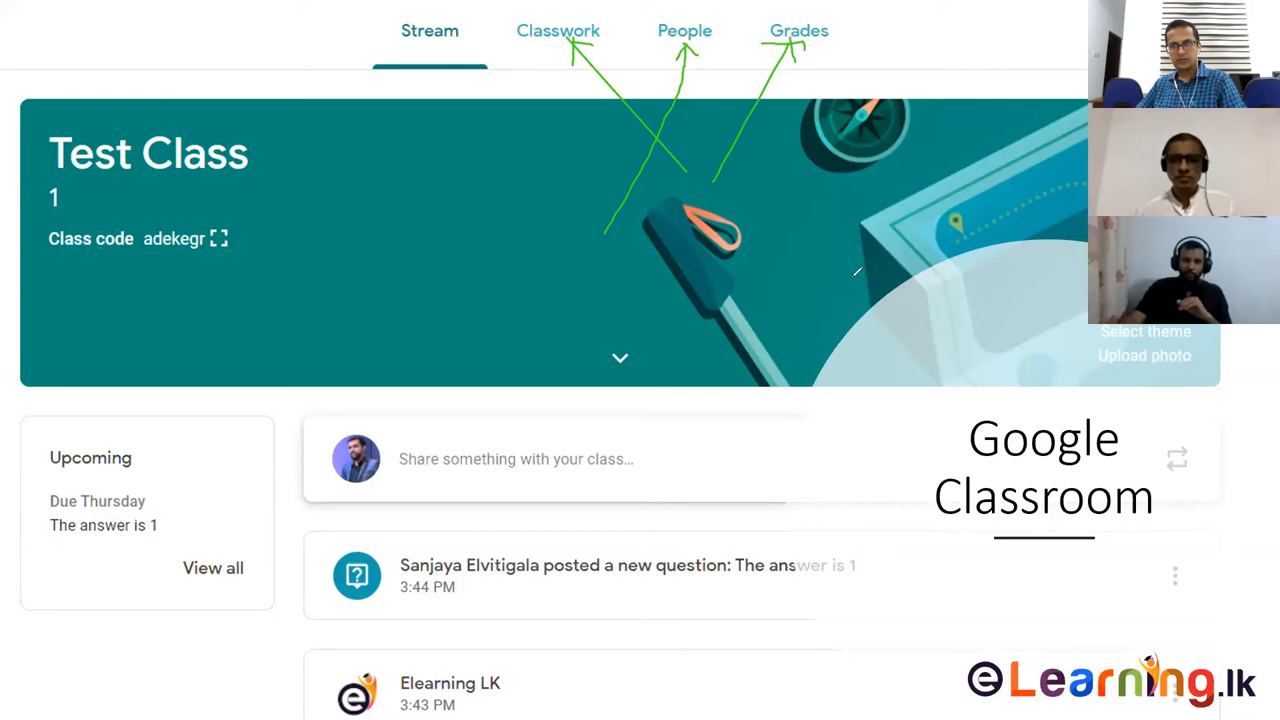 Stream Classwork People Grades
Test Class
1
Class code adekegr
Select theme
Upload photo
Upcoming
Due Thursday
The answer is 1
View all
Share something with your class...
Google
Classroom
Sanjaya Elvitigala posted a new question: The answer is 1
3:44 PM
Elearning LK
3:43 PM
eLearning.lk